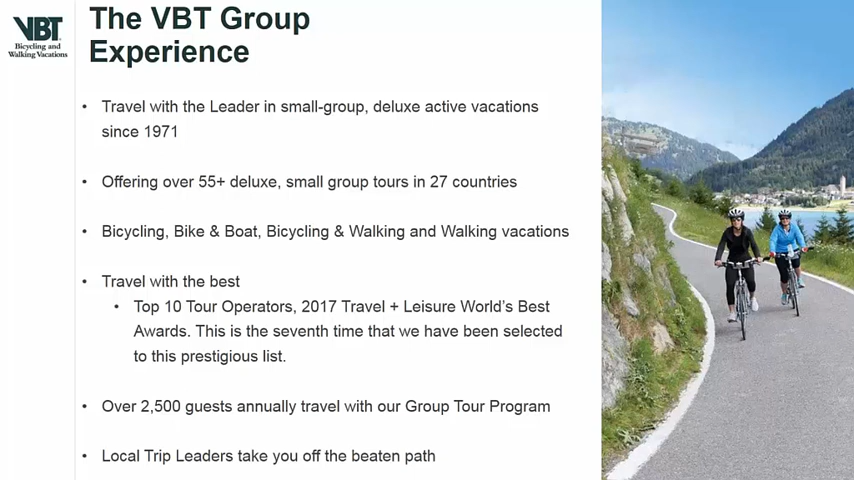 VBT
Bicycling and
Walking Vacations
The VBT Group
Experience
• Travel with the Leader in small-group, deluxe active vacations
since 1971
• Offering over 55+ deluxe, small group tours in 27 countries
• Bicycling, Bike & Boat, Bicycling & Walking and Walking vacations
• Travel with the best
• Top 10 Tour Operators, 2017 Travel + Leisure World's Best
Awards. This is the seventh time that we have been selected
to this prestigious list.
• Over 2,500 guests annually travel with our Group Tour Program
• Local Trip Leaders take you off the beaten path